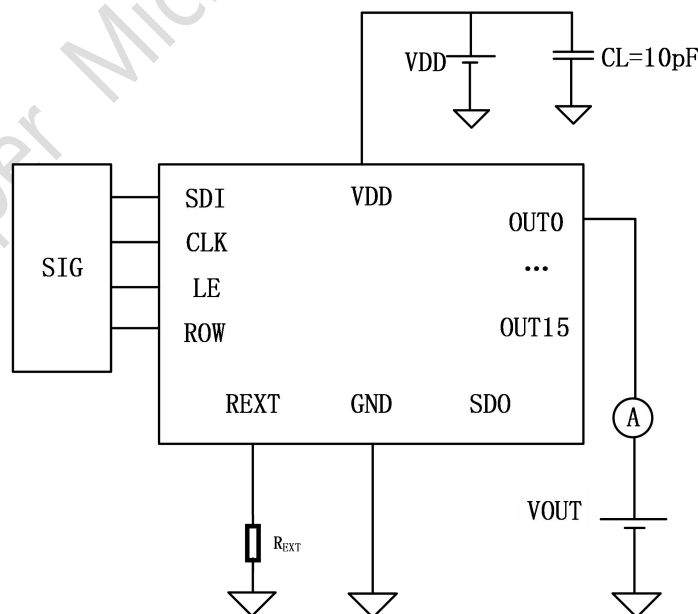 VDD
CL=10pF
SDI
VDD
OUT0
CLK
SIG
...
LE
OUT15
ROW
REXT
GND
SDO
A
VOUT
REXT